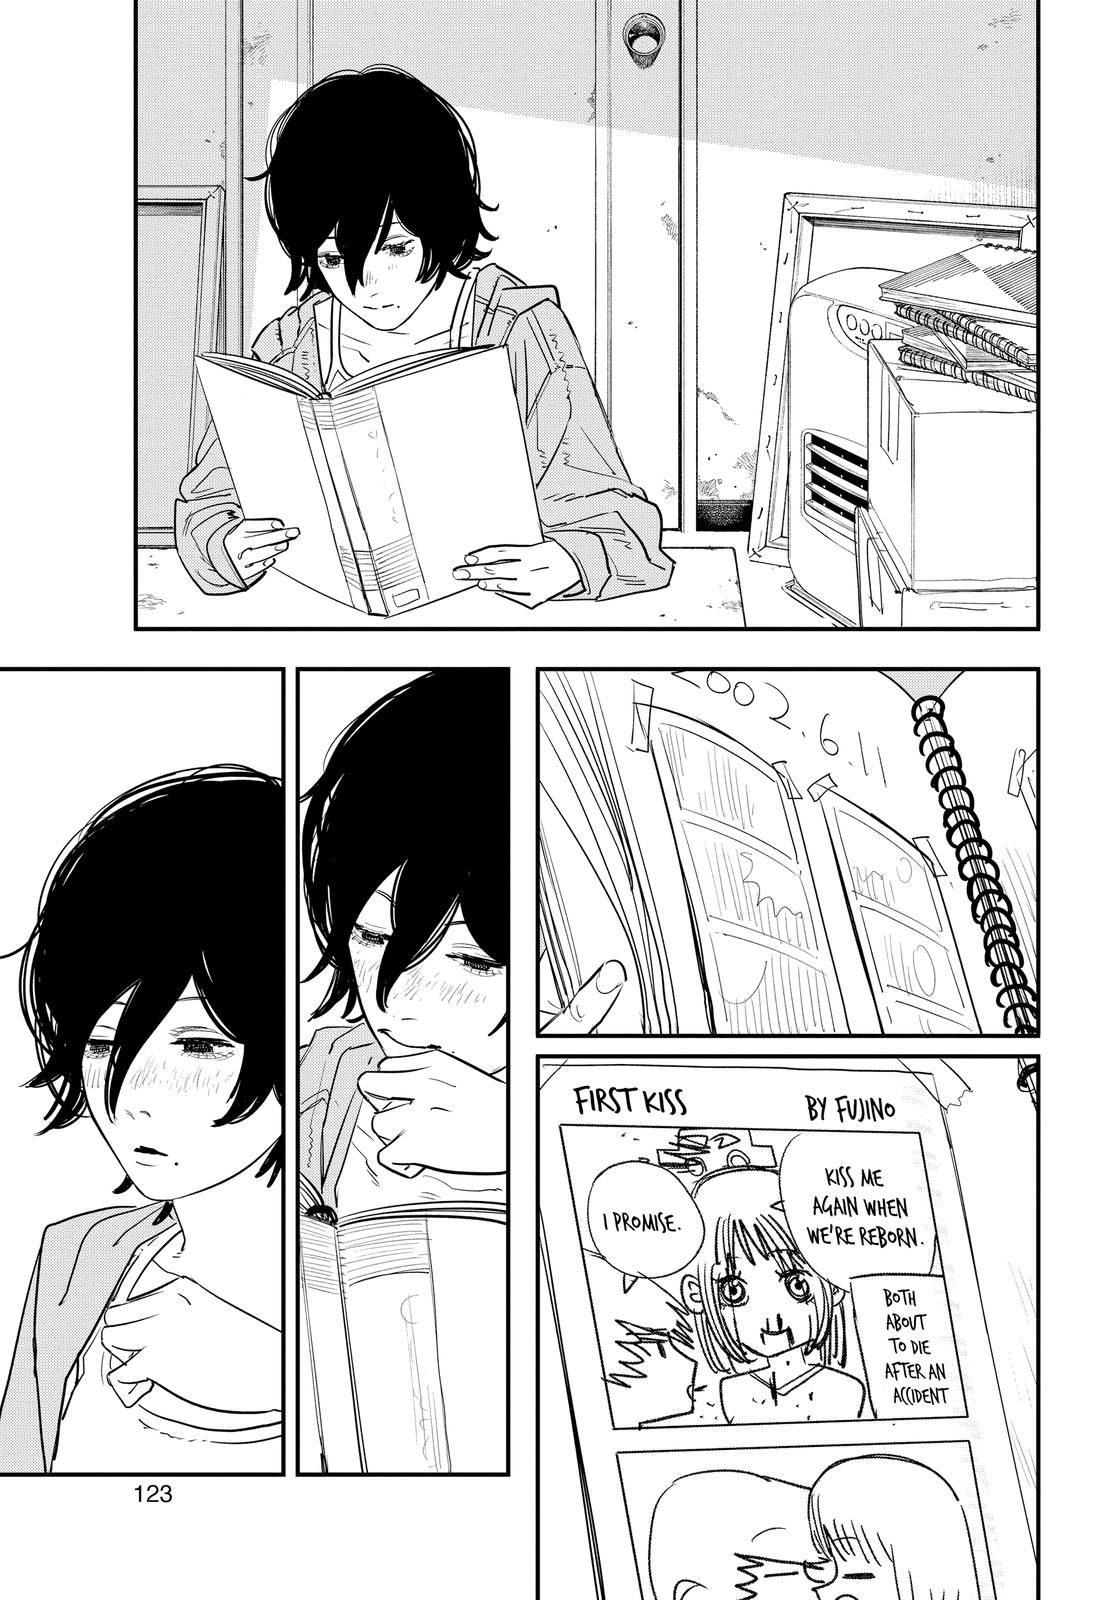 2002.6.11
FIRST KISS
BY FUJINO
KISS ME
AGAIN WHEN
WE'RE REBORN.
I PROMISE.
BOTH
ABOUT
TO DIE
AFTER AN
ACCIDENT
123